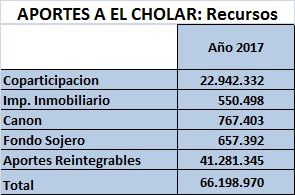 APORTES A EL CHOLAR: Recursos
Año 2017
Coparticipacion 22.942.332
Imp. Inmobiliario 550.498
Canon 767.403
Fondo Sojero 657.392
Aportes Reintegrables 41.281.345
Total 66.198.970